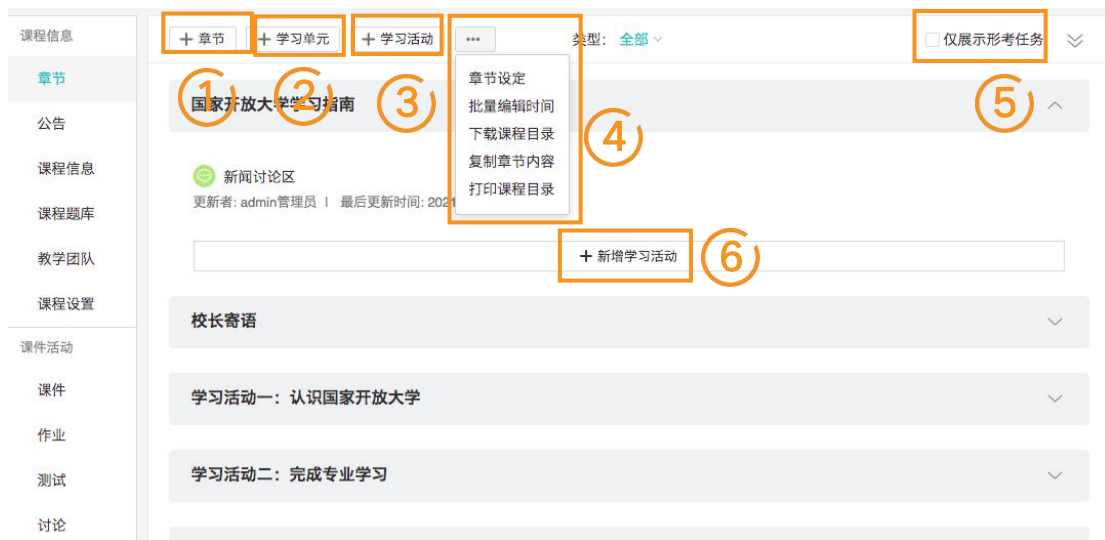 课程信息
章节
公告
课程信息
课程题库
教学团队
课程设置
课件活动
课件
作业
测试
讨论
+ 章节
+ 学习单元
+ 学习活动
···
类型: 全部
仅展示形考任务
章节设定
批量编辑时间
下载课程目录
复制章节内容
打印课程目录
①
②
③
④
⑤
国家开放大学学习指南
新闻讨论区
更新者: admin管理员 | 最后更新时间: 2021
+ 新增学习活动
⑥
校长寄语
学习活动一：认识国家开放大学
学习活动二：完成专业学习